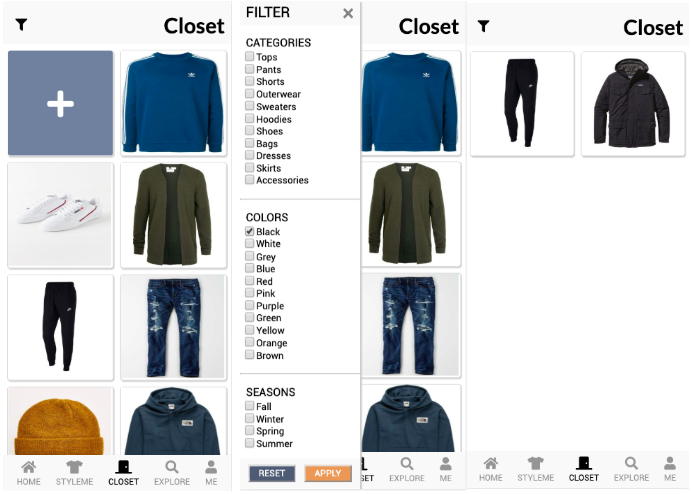 Closet
HOME
STYLEME
CLOSET
EXPLORE
ME
FILTER
CATEGORIES
Tops
Pants
Shorts
Outerwear
Sweaters
Hoodies
Shoes
Bags
Dresses
Skirts
Accessories
COLORS
Black
White
Grey
Blue
Red
Pink
Purple
Green
Yellow
Orange
Brown
SEASONS
Fall
Winter
Spring
Summer
RESET
APPLY
Closet
EXPLORE
ME
Closet
HOME
STYLEME
CLOSET
EXPLORE
ME